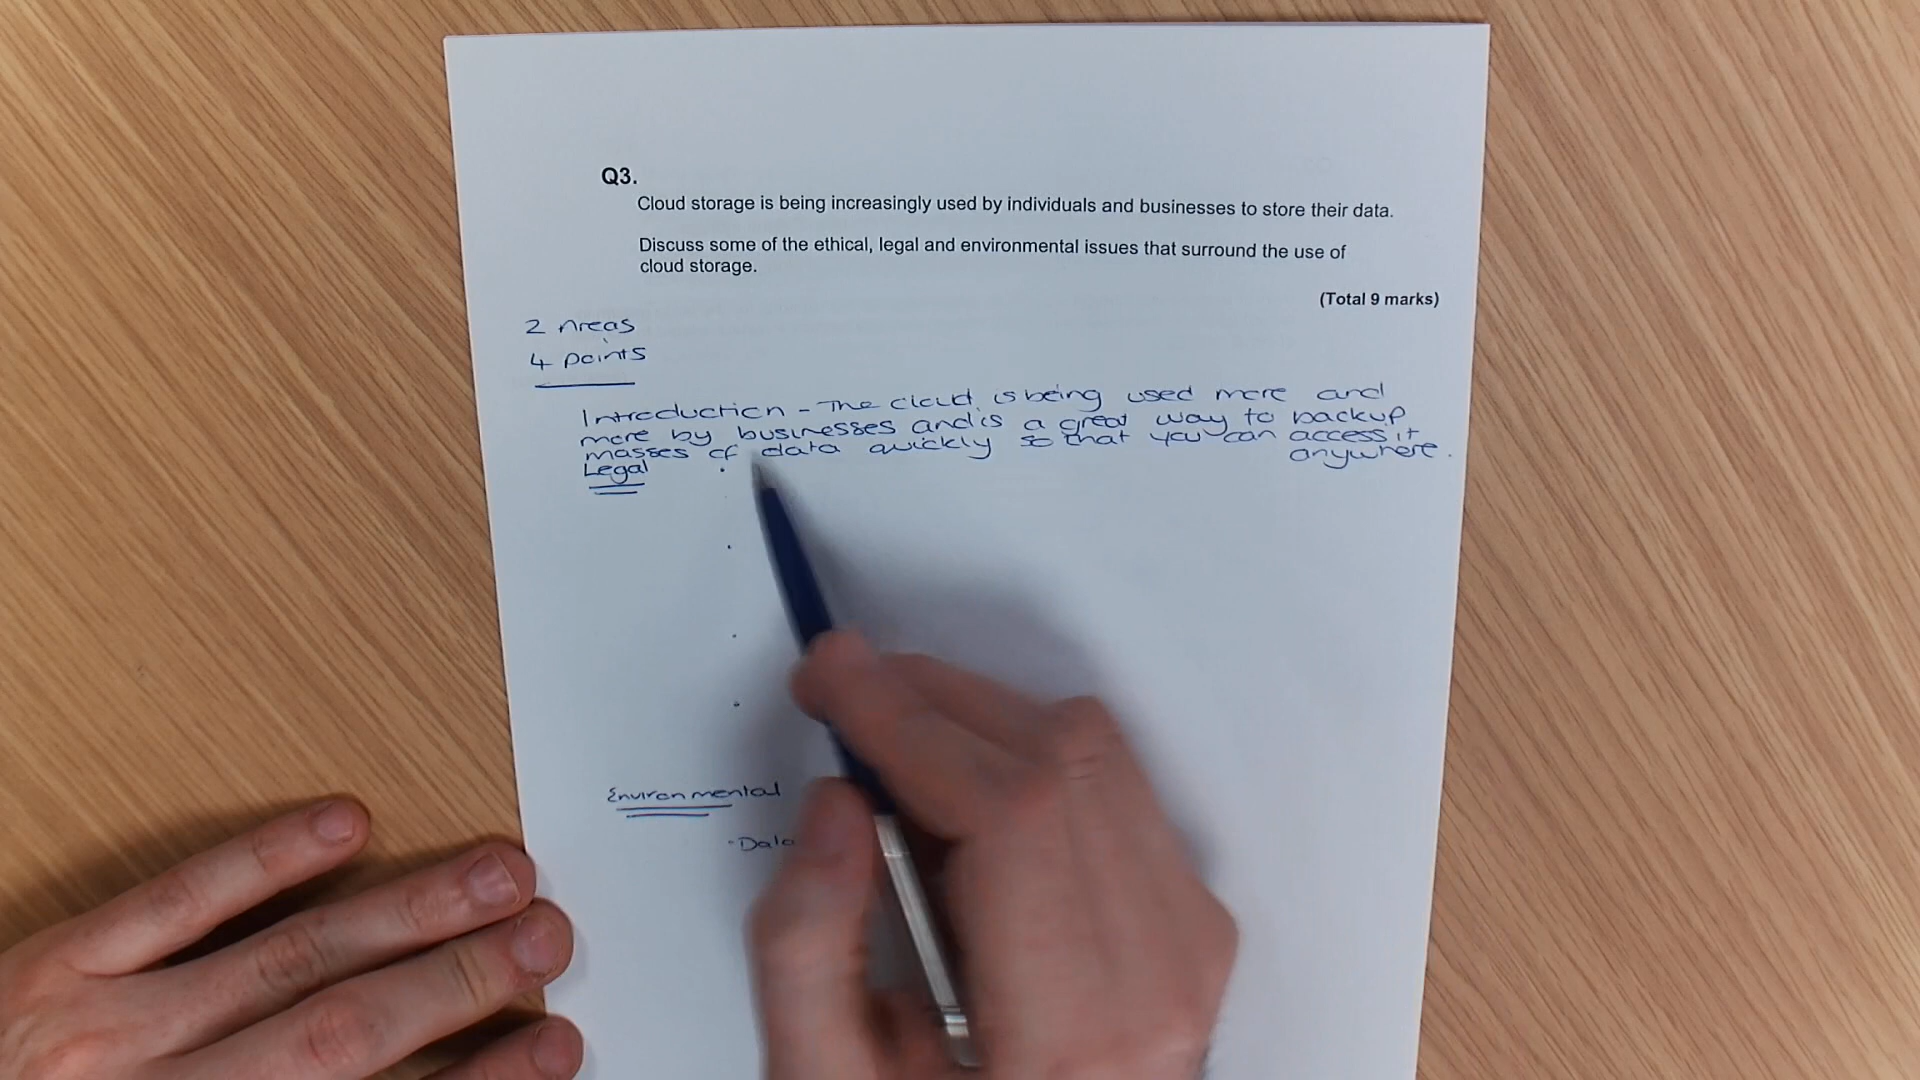 Q3.
Cloud storage is being increasingly used by individuals and businesses to store their data.
Discuss some of the ethical, legal and environmental issues that surround the use of
cloud storage.
(Total 9 marks)
2 Areas
4 points
Introduction - The cloud is being used more and
more by businesses and is a great way to backup
masses of data quickly so that you can access it
anywhere.
Legal
Environmental
Data